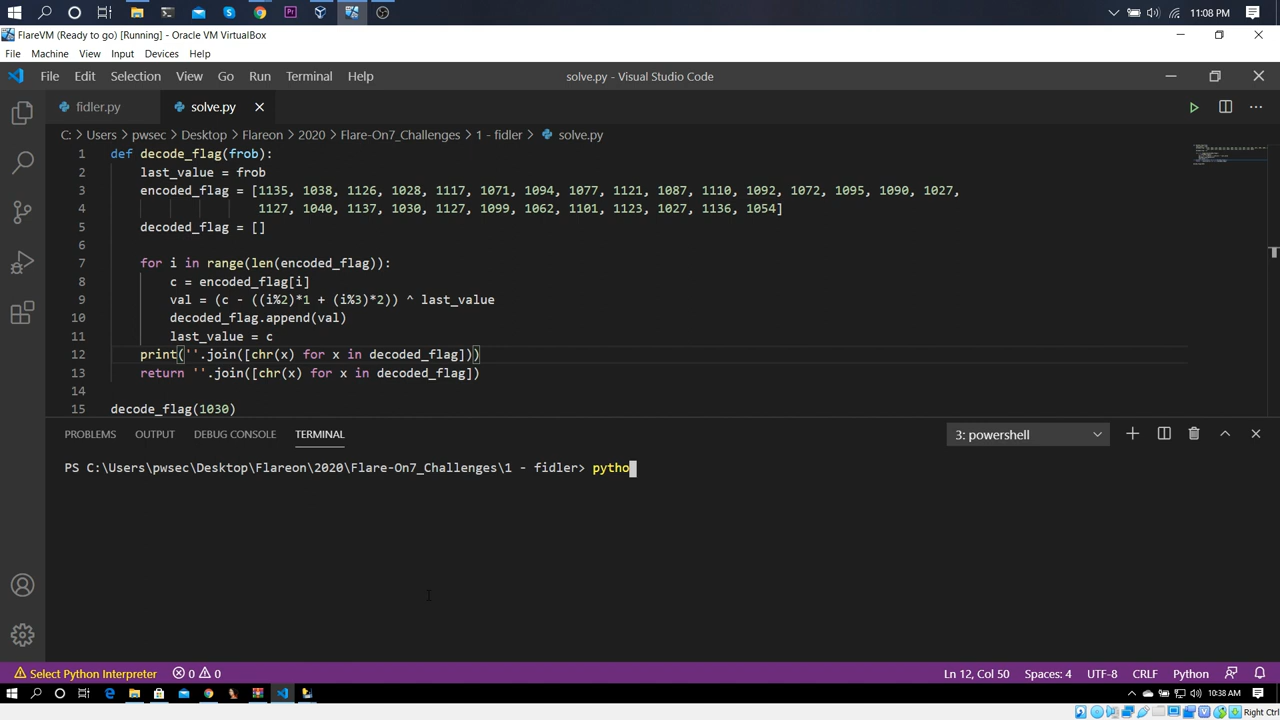 11:08 PM
FlareVM (Ready to go) [Running] - Oracle VM VirtualBox
File Machine View Input Devices Help
File Edit Selection View Go Run Terminal Help solve.py - Visual Studio Code
fidler.py solve.py
C: > Users > pwsec > Desktop > Flareon > 2020 > Flare-On7_Challenges > 1 - fidler > solve.py
1 def decode_flag(frob):
2 last_value = frob
3 encoded_flag = [1135, 1038, 1126, 1028, 1117, 1071, 1094, 1077, 1121, 1087, 1110, 1092, 1072, 1095, 1090, 1027,
4 1127, 1040, 1137, 1030, 1127, 1099, 1062, 1101, 1123, 1027, 1136, 1054]
5 decoded_flag = []
6
7 for i in range(len(encoded_flag)):
8 c = encoded_flag[i]
9 val = (c - ((i%2)*1 + (i%3)*2)) ^ last_value
10 decoded_flag.append(val)
11 last_value = c
12 print(''.join([chr(x) for x in decoded_flag]))
13 return ''.join([chr(x) for x in decoded_flag])
14
15 decode_flag(1030)
PROBLEMS OUTPUT DEBUG CONSOLE TERMINAL 3: powershell
PS C:\Users\pwsec\Desktop\Flareon\2020\Flare-On7_Challenges\1 - fidler> pytho
Select Python Interpreter 0 0 Ln 12, Col 50 Spaces: 4 UTF-8 CRLF Python
10:38 AM
Right Ctrl